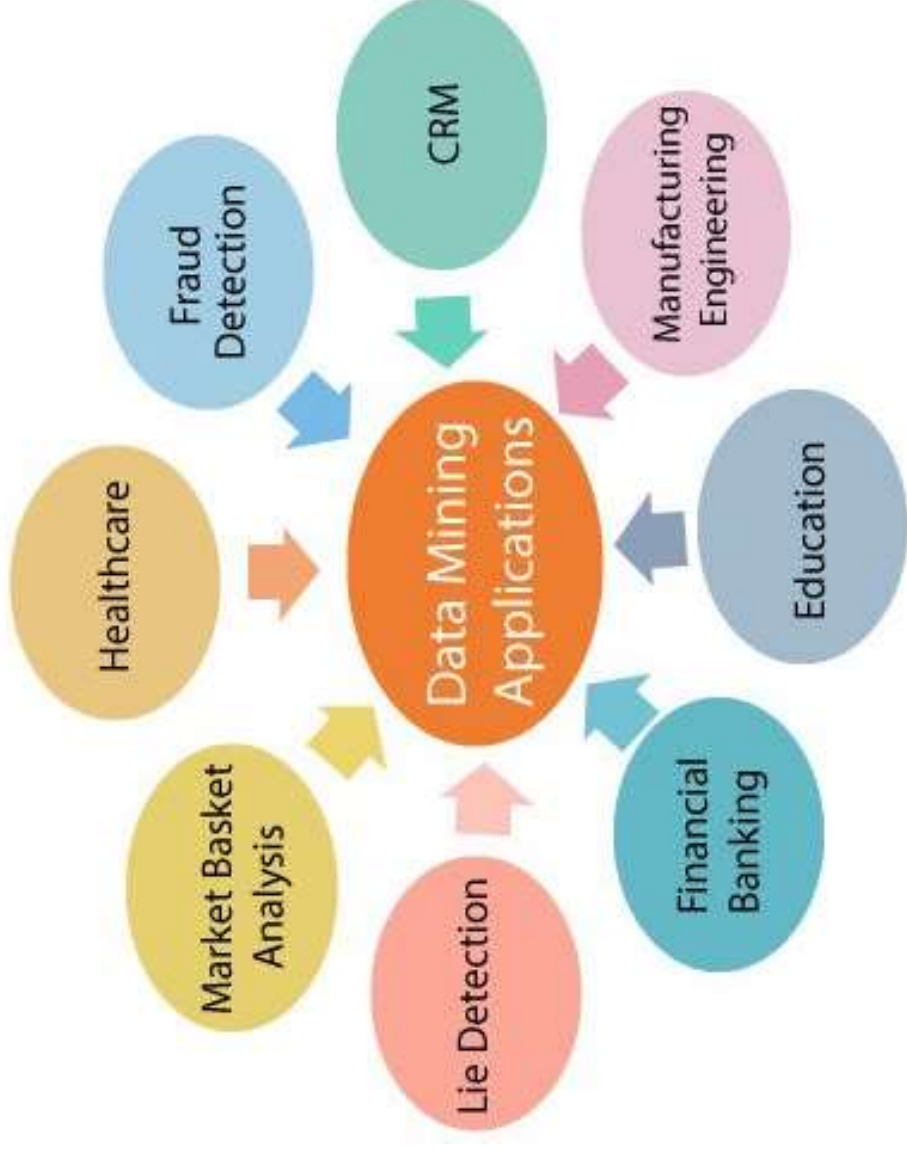 Healthcare
Fraud
Detection
CRM
Manufacturing
Engineering
Education
Financial
Banking
Lie Detection
Market Basket
Analysis
Data Mining
Applications